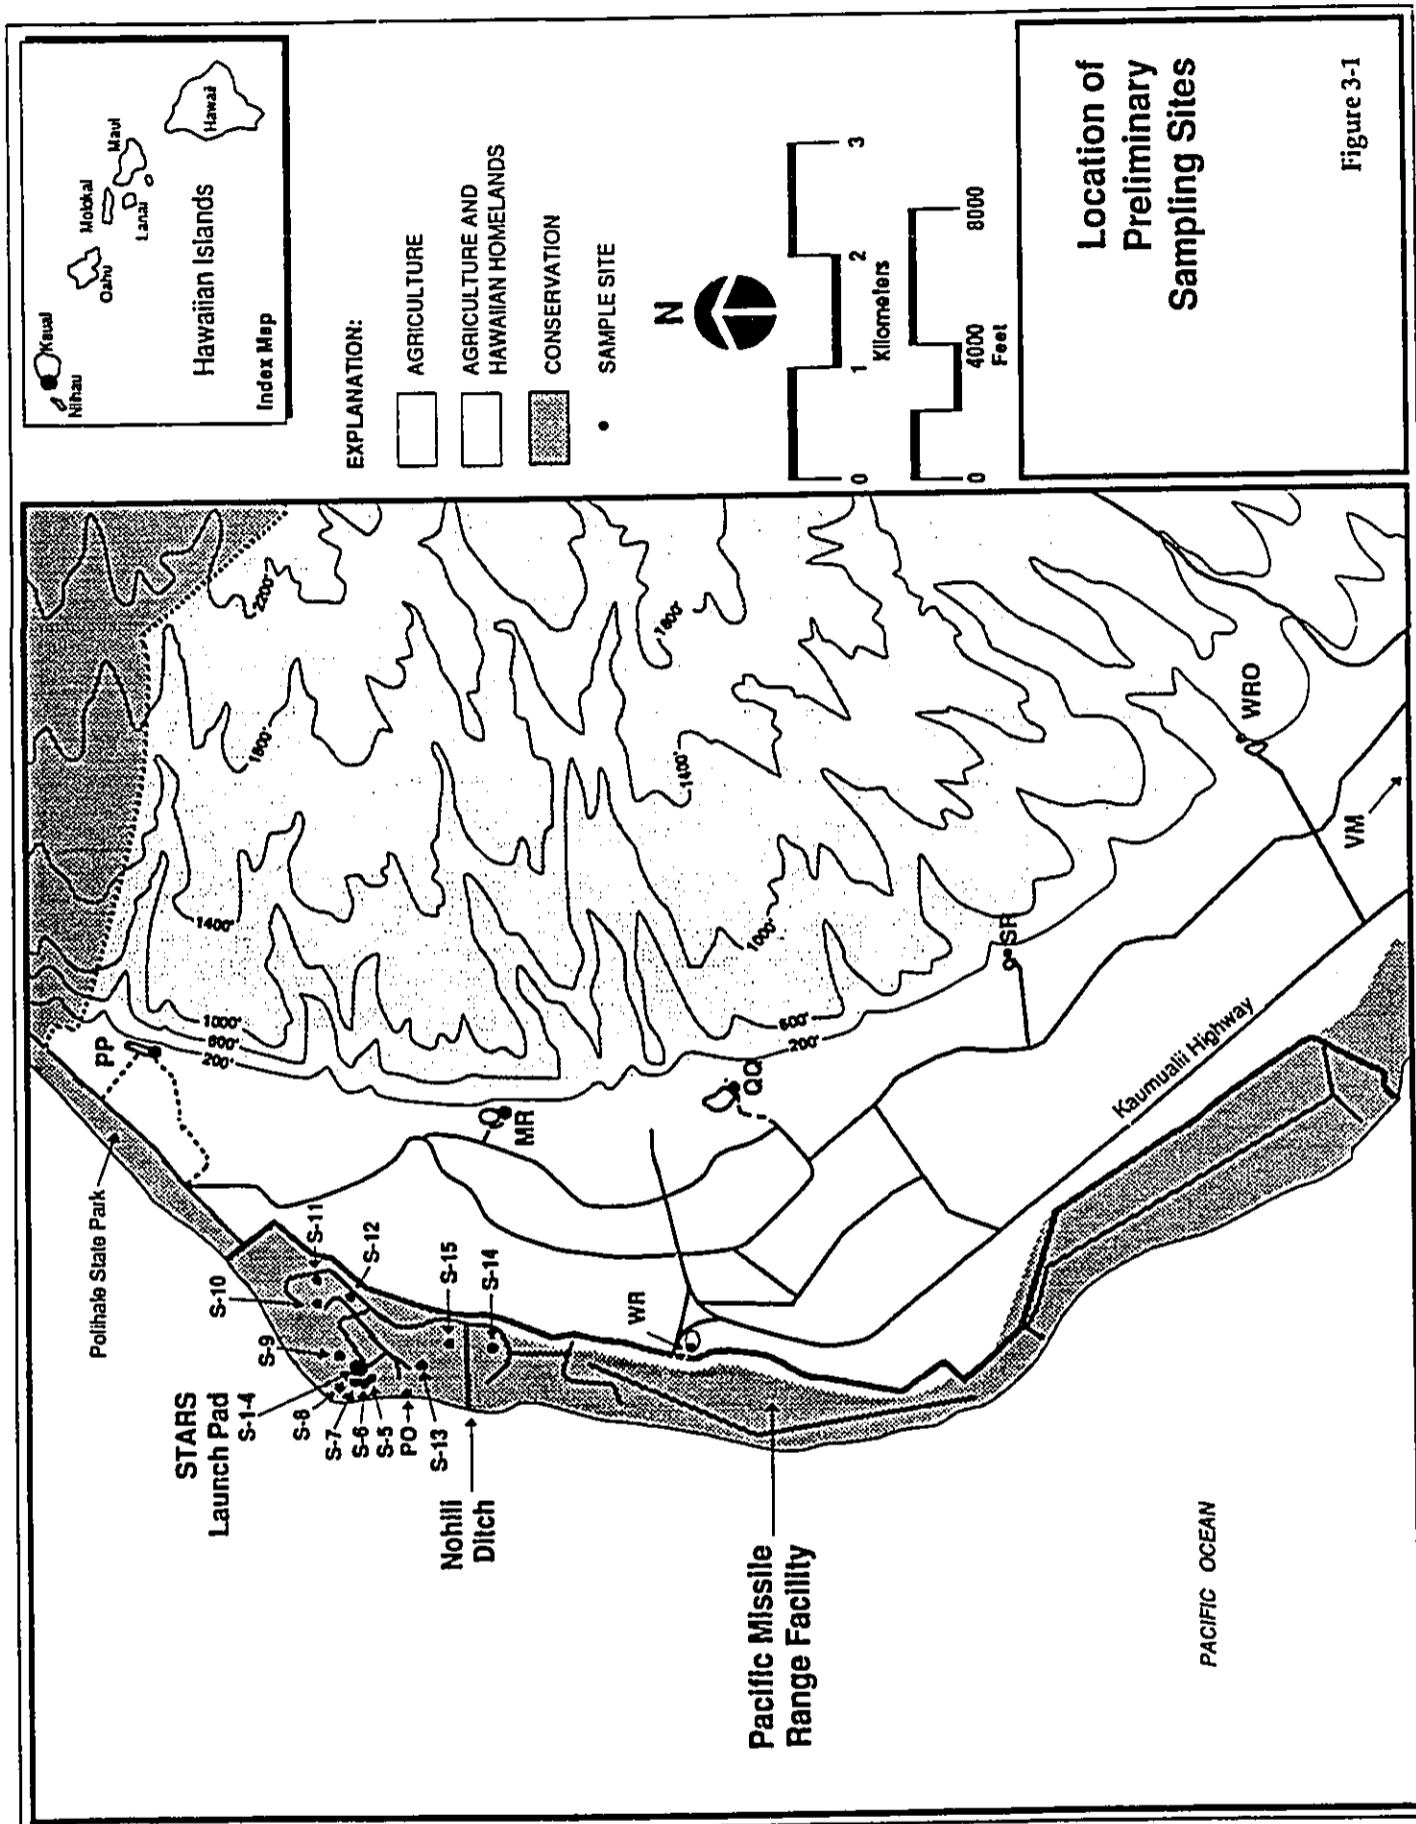 Nihau
Kauai
Oahu
Molokai
Lanai
Maui
Hawaii
Hawaiian Islands
Index Map
EXPLANATION:
AGRICULTURE
AGRICULTURE AND
HAWAIIAN HOMELANDS
CONSERVATION
SAMPLE SITE
N
0 1 2 3
Kilometers
0 4000 8000
Feet
Location of
Preliminary
Sampling Sites
Figure 3-1
Polihale State Park
PP
STARS
Launch Pad
S-1-4
S-10
S-11
S-12
S-9
S-8
S-7
S-6
S-5
PO
S-13
S-15
S-14
Nohili
Ditch
MR
QQ
WR
SR
WRO
VM
Kaumualii Highway
Pacific Missile
Range Facility
PACIFIC OCEAN
2200'
1800'
1400'
1000'
600'
200'
1800'
1400'
1000'
600'
200'